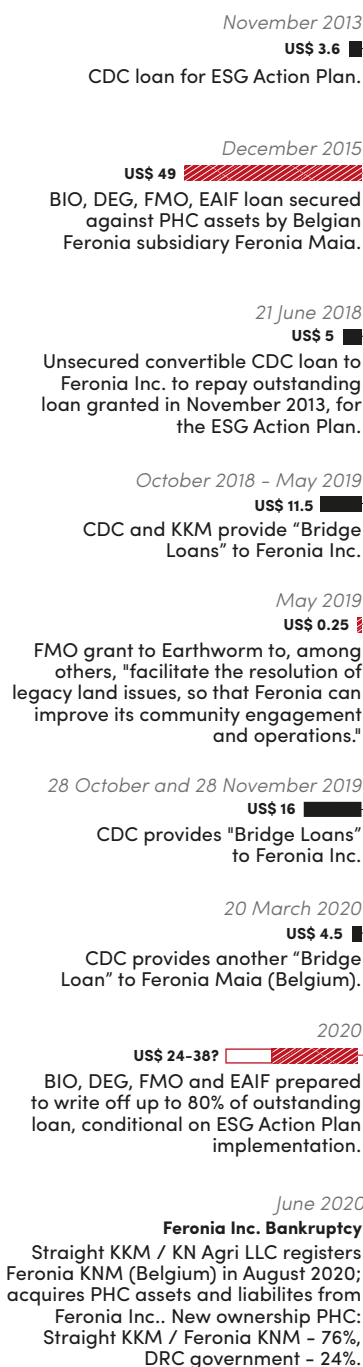 November 2013
US$ 3.6
CDC loan for ESG Action Plan.
December 2015
US$ 49
BIO, DEG, FMO, EAIF loan secured
against PHC assets by Belgian
Feronia subsidiary Feronia Maia.
21 June 2018
US$ 5
Unsecured convertible CDC loan to
Feronia Inc. to repay outstanding
loan granted in November 2013, for
the ESG Action Plan.
October 2018 - May 2019
US$ 11.5
CDC and KKM provide “Bridge
Loans” to Feronia Inc.
May 2019
US$ 0.25
FMO grant to Earthworm to, among
others, "facilitate the resolution of
legacy land issues, so that Feronia can
improve its community engagement
and operations."
28 October and 28 November 2019
US$ 16
CDC provides "Bridge Loans”
to Feronia Inc.
20 March 2020
US$ 4.5
CDC provides another “Bridge
Loan” to Feronia Maia (Belgium).
2020
US$ 24-38?
BIO, DEG, FMO and EAIF prepared
to write off up to 80% of outstanding
loan, conditional on ESG Action Plan
implementation.
June 2020
Feronia Inc. Bankruptcy
Straight KKM / KN Agri LLC registers
Feronia KNM (Belgium) in August 2020;
acquires PHC assets and liabilites from
Feronia Inc.. New ownership PHC:
Straight KKM / Feronia KNM - 76%,
DRC government - 24%.